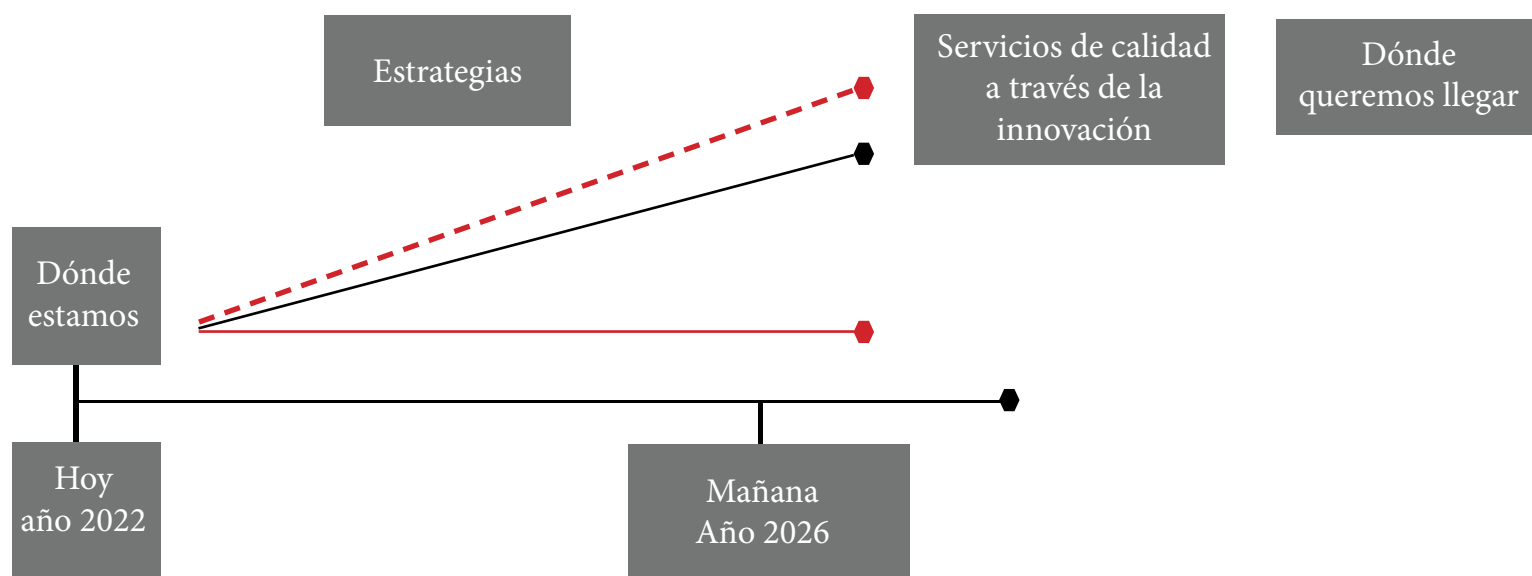 Estrategias
Servicios de calidad
a través de la
innovación
Dónde
queremos llegar
Dónde
estamos
Hoy
año 2022
Mañana
Año 2026